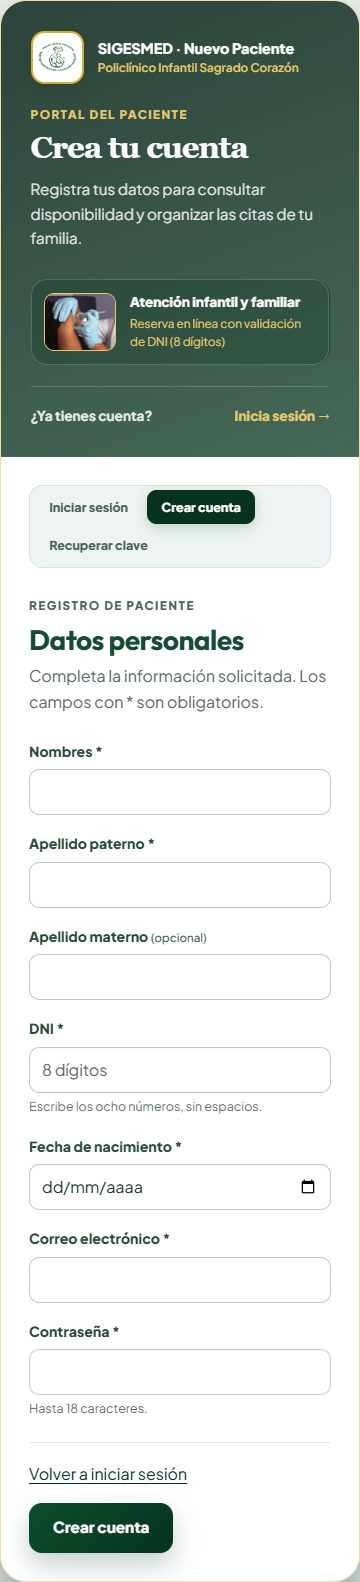 SIGESMED · Nuevo Paciente
Policlínico Infantil Sagrado Corazón
PORTAL DEL PACIENTE
Crea tu cuenta
Registra tus datos para consultar
disponibilidad y organizar las citas de tu
familia.
Atención infantil y familiar
Reserva en línea con validación
de DNI (8 dígitos)
¿Ya tienes cuenta?
Inicia sesión →
Iniciar sesión
Crear cuenta
Recuperar clave
REGISTRO DE PACIENTE
Datos personales
Completa la información solicitada. Los
campos con * son obligatorios.
Nombres *
Apellido paterno *
Apellido materno (opcional)
DNI *
8 dígitos
Escribe los ocho números, sin espacios.
Fecha de nacimiento *
dd/mm/aaaa
Correo electrónico *
Contraseña *
Hasta 18 caracteres.
Volver a iniciar sesión
Crear cuenta